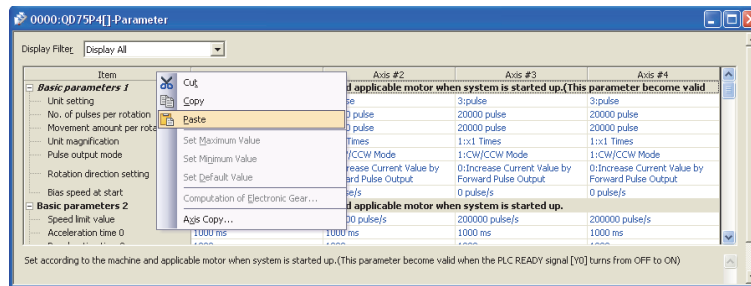 0000:QD75P4[]-Parameter
Display Filter Display All
Item Axis #2 Axis #3 Axis #4
Basic parameters 1 d applicable motor when system is started up.(This parameter become valid
Unit setting se 3:pulse 3:pulse
No. of pulses per rotation 0 pulse 20000 pulse 20000 pulse
Movement amount per rota 0 pulse 20000 pulse 20000 pulse
Unit magnification Times 1:x1 Times 1:x1 Times
Pulse output mode //CCW Mode 1:CW/CCW Mode 1:CW/CCW Mode
Rotation direction setting rease Current Value by 0:Increase Current Value by 0:Increase Current Value by
ard Pulse Output Forward Pulse Output Forward Pulse Output
Bias speed at start se/s 0 pulse/s 0 pulse/s
Basic parameters 2 d applicable motor when system is started up.
Speed limit value 00 pulse/s 200000 pulse/s 200000 pulse/s
Acceleration time 0 1000 ms 1000 ms 1000 ms 1000 ms
Cut
Copy
Paste
Set Maximum Value
Set Minimum Value
Set Default Value
Computation of Electronic Gear...
Axis Copy...
Set according to the machine and applicable motor when system is started up.(This parameter become valid when the PLC READY signal [Y0] turns from OFF to ON)